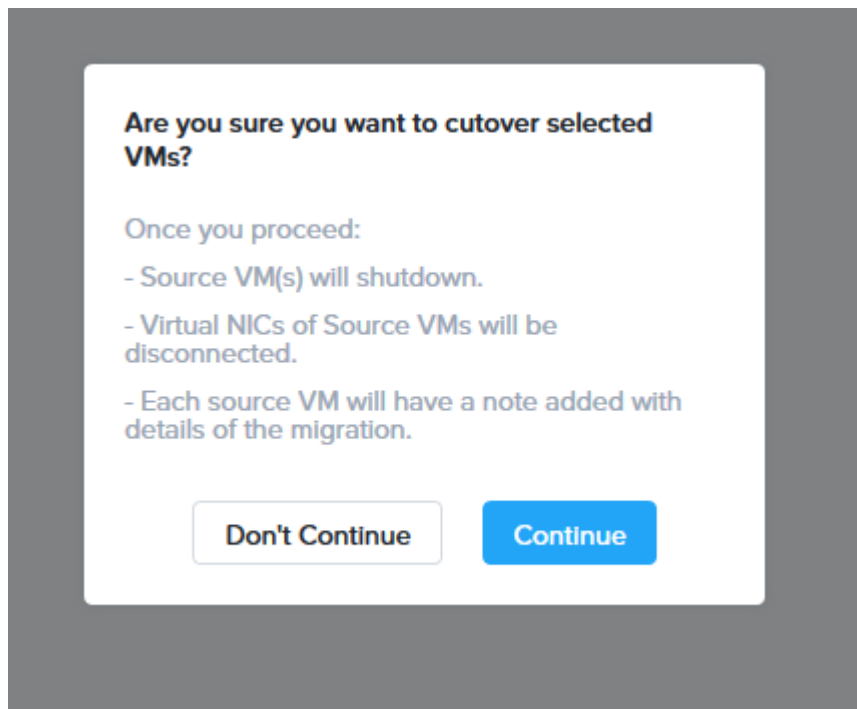 Are you sure you want to cutover selected
VMs?
Once you proceed:
- Source VM(s) will shutdown.
- Virtual NICs of Source VMs will be
disconnected.
- Each source VM will have a note added with
details of the migration.
Don't Continue
Continue